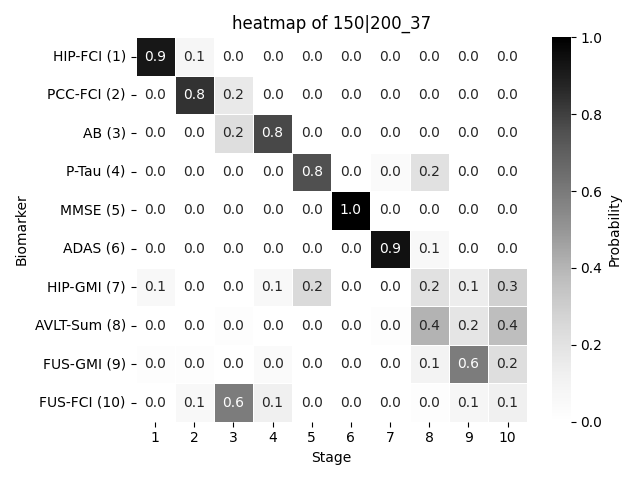 heatmap of 150|200_37
HIP-FCI (1) 0.9 0.1 0.0 0.0 0.0 0.0 0.0 0.0 0.0 0.0
PCC-FCI (2) 0.0 0.8 0.2 0.0 0.0 0.0 0.0 0.0 0.0 0.0
AB (3) 0.0 0.0 0.2 0.8 0.0 0.0 0.0 0.0 0.0 0.0
P-Tau (4) 0.0 0.0 0.0 0.0 0.8 0.0 0.0 0.2 0.0 0.0
MMSE (5) 0.0 0.0 0.0 0.0 0.0 1.0 0.0 0.0 0.0 0.0
ADAS (6) 0.0 0.0 0.0 0.0 0.0 0.0 0.9 0.1 0.0 0.0
HIP-GMI (7) 0.1 0.0 0.0 0.1 0.2 0.0 0.0 0.2 0.1 0.3
AVLT-Sum (8) 0.0 0.0 0.0 0.0 0.0 0.0 0.0 0.4 0.2 0.4
FUS-GMI (9) 0.0 0.0 0.0 0.0 0.0 0.0 0.0 0.1 0.6 0.2
FUS-FCI (10) 0.0 0.1 0.6 0.1 0.0 0.0 0.0 0.0 0.1 0.1
1 2 3 4 5 6 7 8 9 10
Stage
Biomarker
1.0
0.8
0.6
0.4
0.2
0.0
Probability